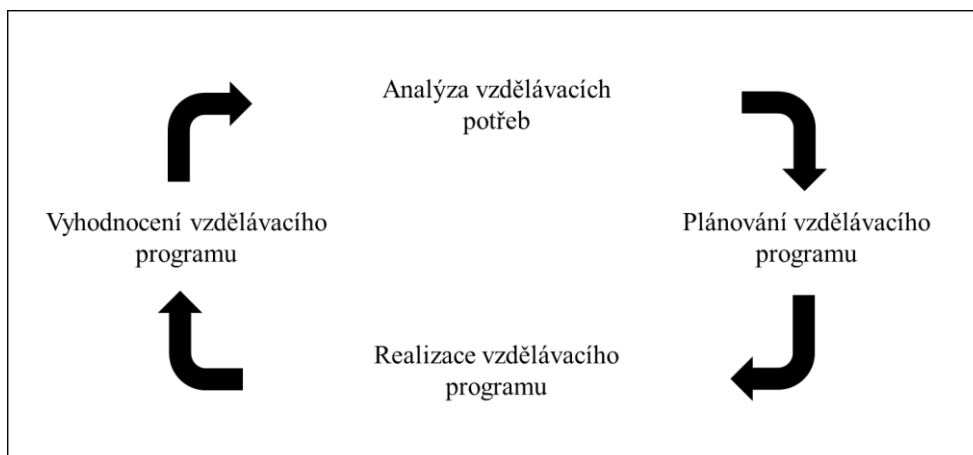 Analýza vzdělávacích
potřeb
Vyhodnocení vzdělávacího
programu
Plánování vzdělávacího
programu
Realizace vzdělávacího
programu